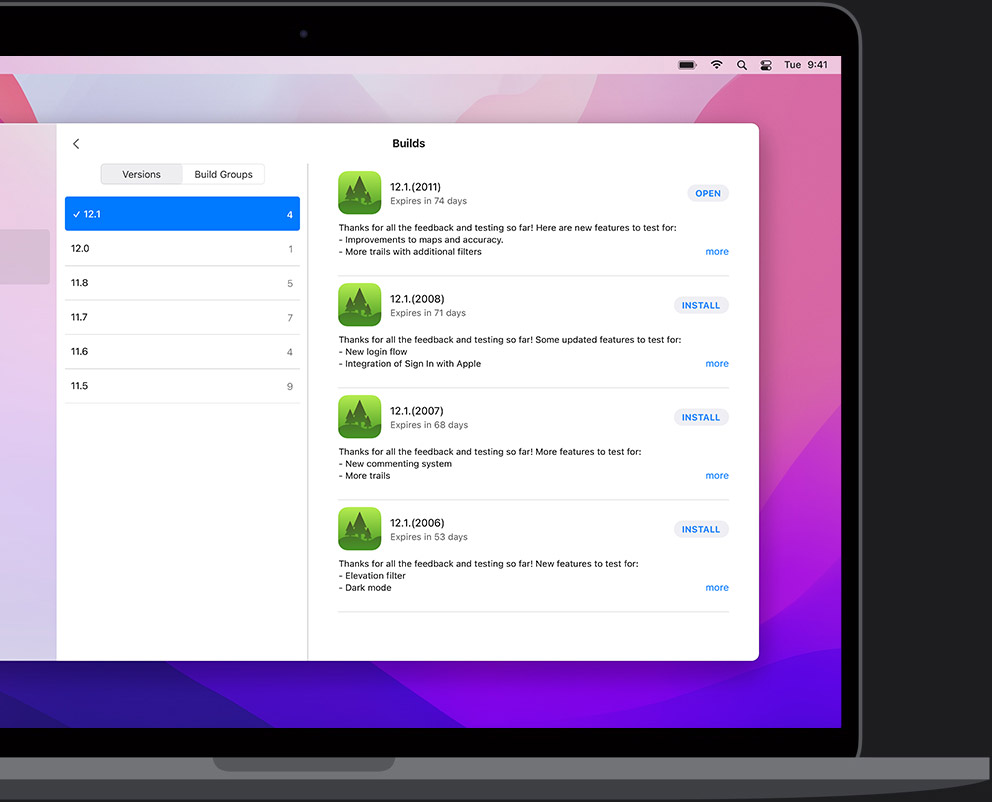 Tue 9:41
Builds
Versions
Build Groups
12.1 4
12.0 1
11.8 5
11.7 7
11.6 4
11.5 9
12.1.(2011)
Expires in 74 days
OPEN
Thanks for all the feedback and testing so far! Here are new features to test for:
- Improvements to maps and accuracy.
- More trails with additional filters
more
12.1.(2008)
Expires in 71 days
INSTALL
Thanks for all the feedback and testing so far! Some updated features to test for:
- New login flow
- Integration of Sign In with Apple
more
12.1.(2007)
Expires in 68 days
INSTALL
Thanks for all the feedback and testing so far! More features to test for:
- New commenting system
- More trails
more
12.1.(2006)
Expires in 53 days
INSTALL
Thanks for all the feedback and testing so far! New features to test for:
- Elevation filter
- Dark mode
more